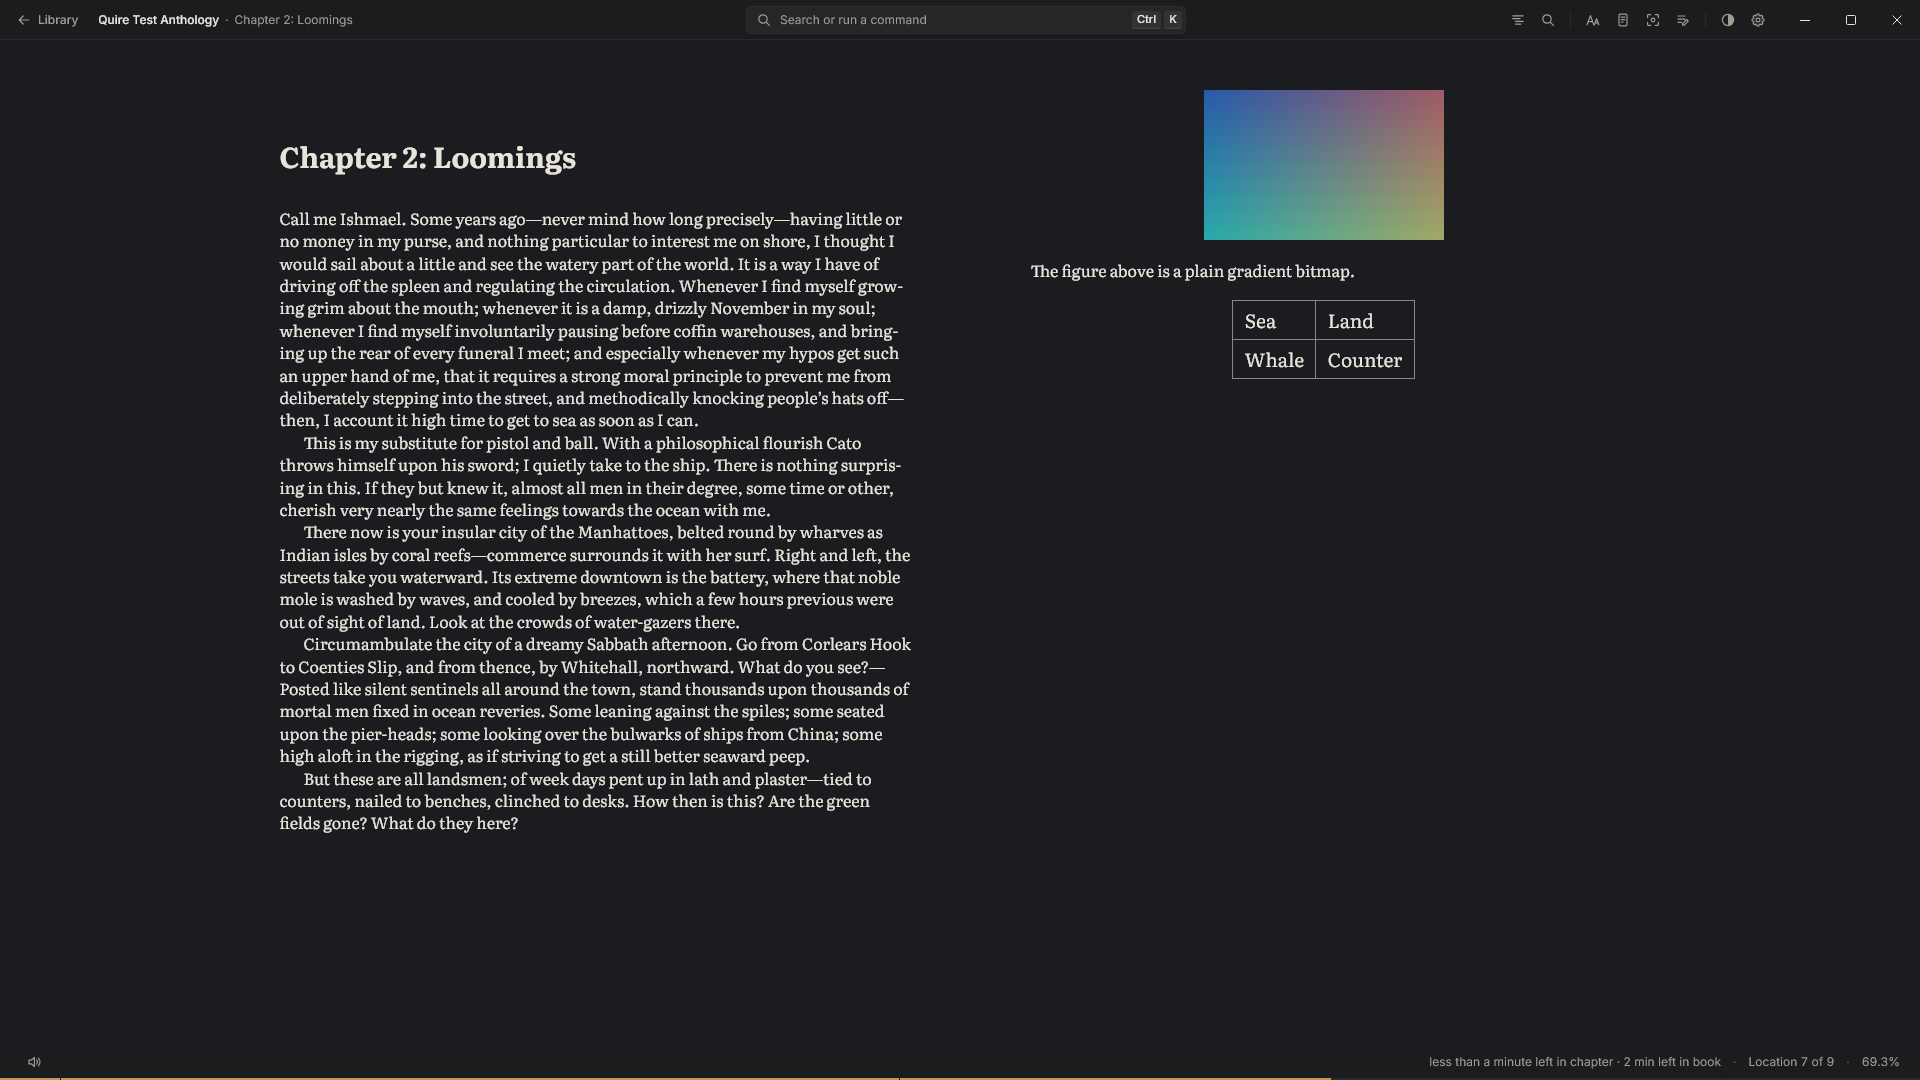 Library
Quire Test Anthology · Chapter 2: Loomings
Search or run a command
Ctrl K
Chapter 2: Loomings
Call me Ishmael. Some years ago—never mind how long precisely—having little or
no money in my purse, and nothing particular to interest me on shore, I thought I
would sail about a little and see the watery part of the world. It is a way I have of
driving off the spleen and regulating the circulation. Whenever I find myself grow-
ing grim about the mouth; whenever it is a damp, drizzly November in my soul;
whenever I find myself involuntarily pausing before coffin warehouses, and bring-
ing up the rear of every funeral I meet; and especially whenever my hypos get such
an upper hand of me, that it requires a strong moral principle to prevent me from
deliberately stepping into the street, and methodically knocking people’s hats off—
then, I account it high time to get to sea as soon as I can.
This is my substitute for pistol and ball. With a philosophical flourish Cato
throws himself upon his sword; I quietly take to the ship. There is nothing surpris-
ing in this. If they but knew it, almost all men in their degree, some time or other,
cherish very nearly the same feelings towards the ocean with me.
There now is your insular city of the Manhattoes, belted round by wharves as
Indian isles by coral reefs—commerce surrounds it with her surf. Right and left, the
streets take you waterward. Its extreme downtown is the battery, where that noble
mole is washed by waves, and cooled by breezes, which a few hours previous were
out of sight of land. Look at the crowds of water-gazers there.
Circumambulate the city of a dreamy Sabbath afternoon. Go from Corlears Hook
to Coenties Slip, and from thence, by Whitehall, northward. What do you see?—
Posted like silent sentinels all around the town, stand thousands upon thousands of
mortal men fixed in ocean reveries. Some leaning against the spiles; some seated
upon the pier-heads; some looking over the bulwarks of ships from China; some
high aloft in the rigging, as if striving to get a still better seaward peep.
But these are all landsmen; of week days pent up in lath and plaster—tied to
counters, nailed to benches, clinched to desks. How then is this? Are the green
fields gone? What do they here?
The figure above is a plain gradient bitmap.
Sea Land
Whale Counter
less than a minute left in chapter · 2 min left in book · Location 7 of 9 · 69.3%